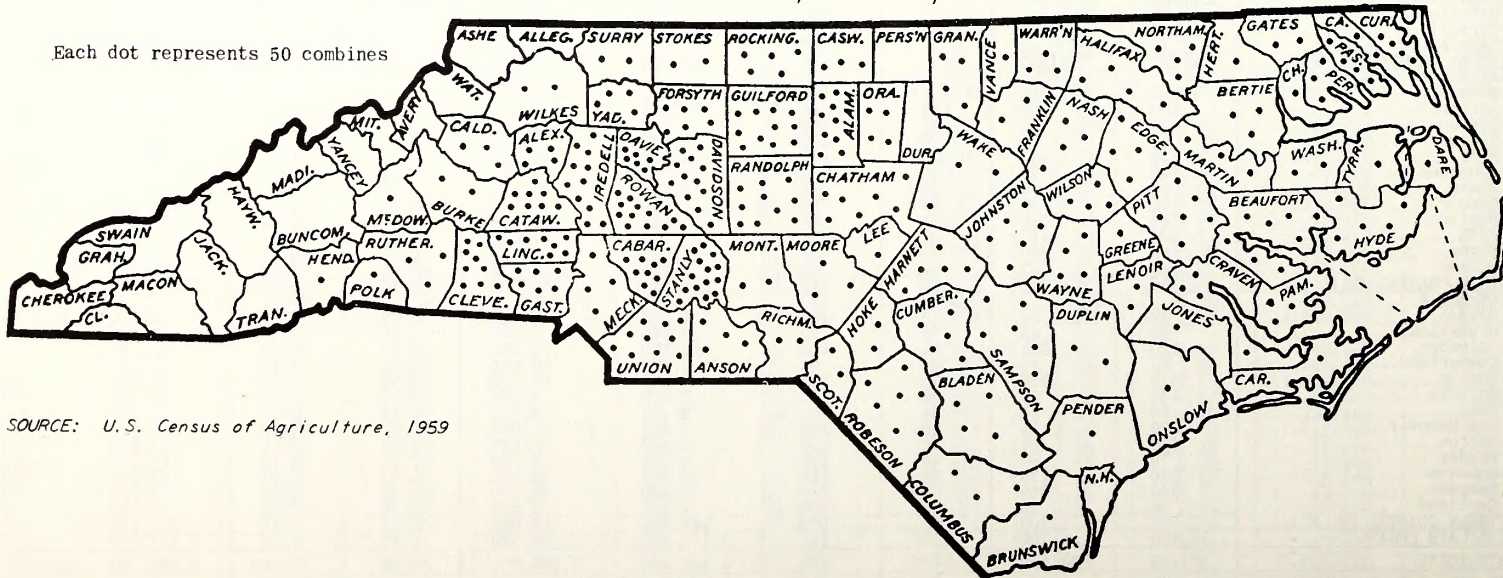 Each dot represents 50 combines
ASHE ALLEG. SURRY STOKES ROCKING. CASW. PERS'N GRAN. VANCE WARR'N HALIFAX NORTHAM. HERT. GATES CA. CUR.
PAS.
CH. PER.
WAT. WILKES YAD. FORSYTH GUILFORD ALAM. ORA. DUR. FRANKLIN NASH EDGE. BERTIE
MIT. AVERY CALD. ALEX. IREDELL DAVIE DAVIDSON RANDOLPH CHATHAM WAKE WILSON MARTIN WASH. TYRR. DARE
MADI. YANCEY BURKE CATAW. ROWAN JOHNSTON PITT BEAUFORT HYDE
HAYW. BUNCOM. McDOW.
SWAIN JACK. HEND. RUTHER. LINC. CABAR. STANLY MONT. MOORE LEE HARNETT WAYNE GREENE LENOIR CRAVEN PAM.
GRAH. MACON
CHEROKEE CL. TRAN. POLK CLEVE. GAST. MECK. RICHM. HOKE CUMBER. SAMPSON DUPLIN JONES
UNION ANSON SCOT. ROBESON BLADEN PENDER ONSLOW CAR.
COLUMBUS BRUNSWICK N.H.
SOURCE: U.S. Census of Agriculture, 1959